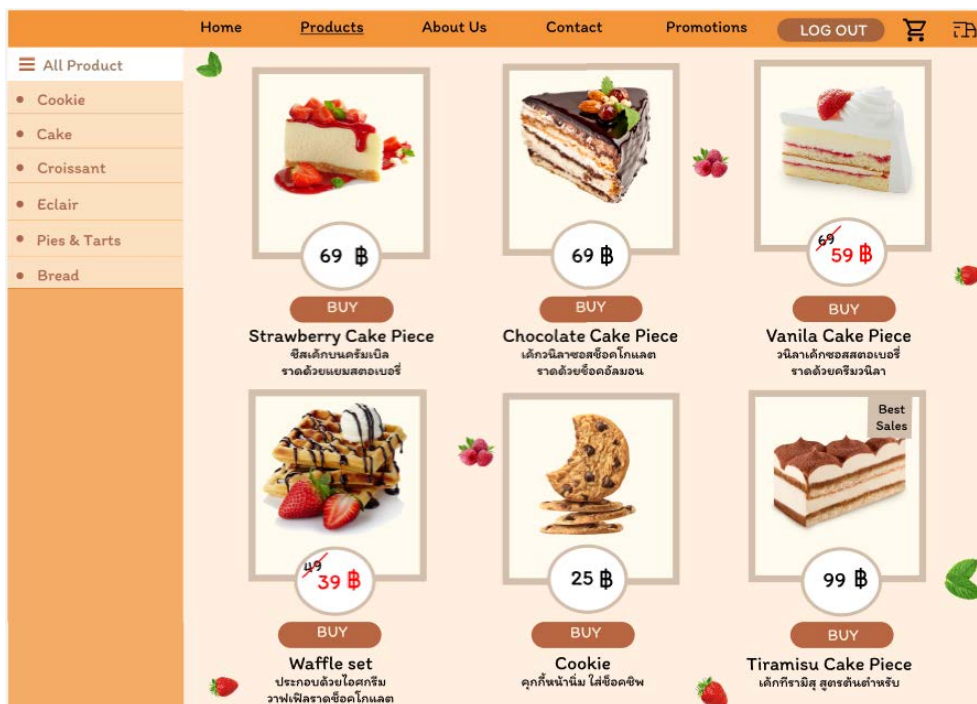 Home Products About Us Contact Promotions LOG OUT
All Product
Cookie
Cake
Croissant
Eclair
Pies & Tarts
Bread
69 ฿
BUY
Strawberry Cake Piece
ชีสเค้กบนครัมเบิล
ราดด้วยแยมสตอเบอรี่
69 ฿
BUY
Chocolate Cake Piece
เค้กวนิลาซอสช็อคโกแลต
ราดด้วยช็อคอัลมอน
69
59 ฿
BUY
Vanila Cake Piece
วนิลาเค้กซอสสตอเบอรี่
ราดด้วยครีมวนิลา
49
39 ฿
BUY
Waffle set
ประกอบด้วยไอศกรีม
วาฟเฟิลราดช็อคโกแลต
25 ฿
BUY
Cookie
คุกกี้หน้านิ่ม ใส่ช็อคชิพ
Best
Sales
99 ฿
BUY
Tiramisu Cake Piece
เค้กทีรามิสุ สูตรต้นตำหรับ